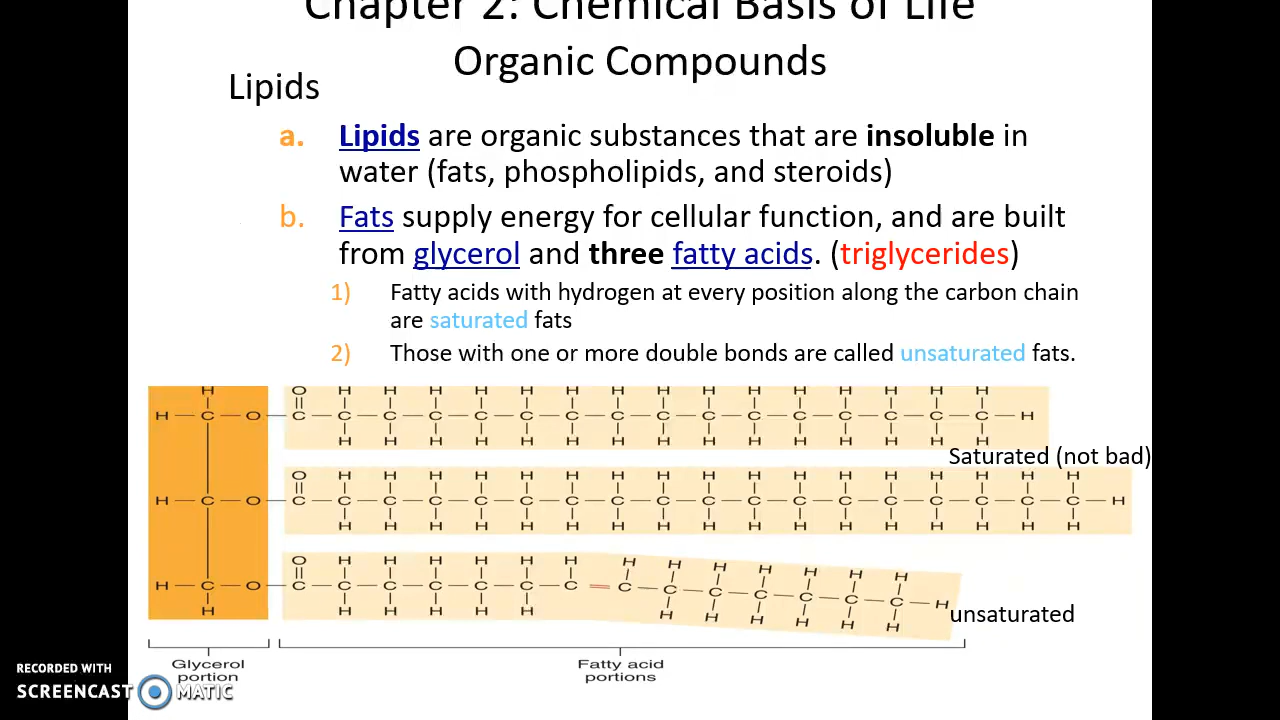 Chapter 2: Chemical Basis of Life
Organic Compounds
Lipids
a. Lipids are organic substances that are insoluble in
water (fats, phospholipids, and steroids)
b. Fats supply energy for cellular function, and are built
from glycerol and three fatty acids. (triglycerides)
1) Fatty acids with hydrogen at every position along the carbon chain
are saturated fats
2) Those with one or more double bonds are called unsaturated fats.
H O H H H H H H H H H H H H H H H
H — C — O — C — C — C — C — C — C — C — C — C — C — C — C — C — C — C — C — H
H H H H H H H H H H H H H H H
Saturated (not bad)
O H H H H H H H H H H H H H H H H H
H — C — O — C — C — C — C — C — C — C — C — C — C — C — C — C — C — C — C — C — C — H
H H H H H H H H H H H H H H H H H
O H H H H H H H H H H H H H
H — C — O — C — C — C — C — C — C — C = C — C — C — C — C — C — C — H
H H H H H H H H H H H H
unsaturated
Glycerol
portion
Fatty acid
portions
RECORDED WITH
SCREENCAST MATIC